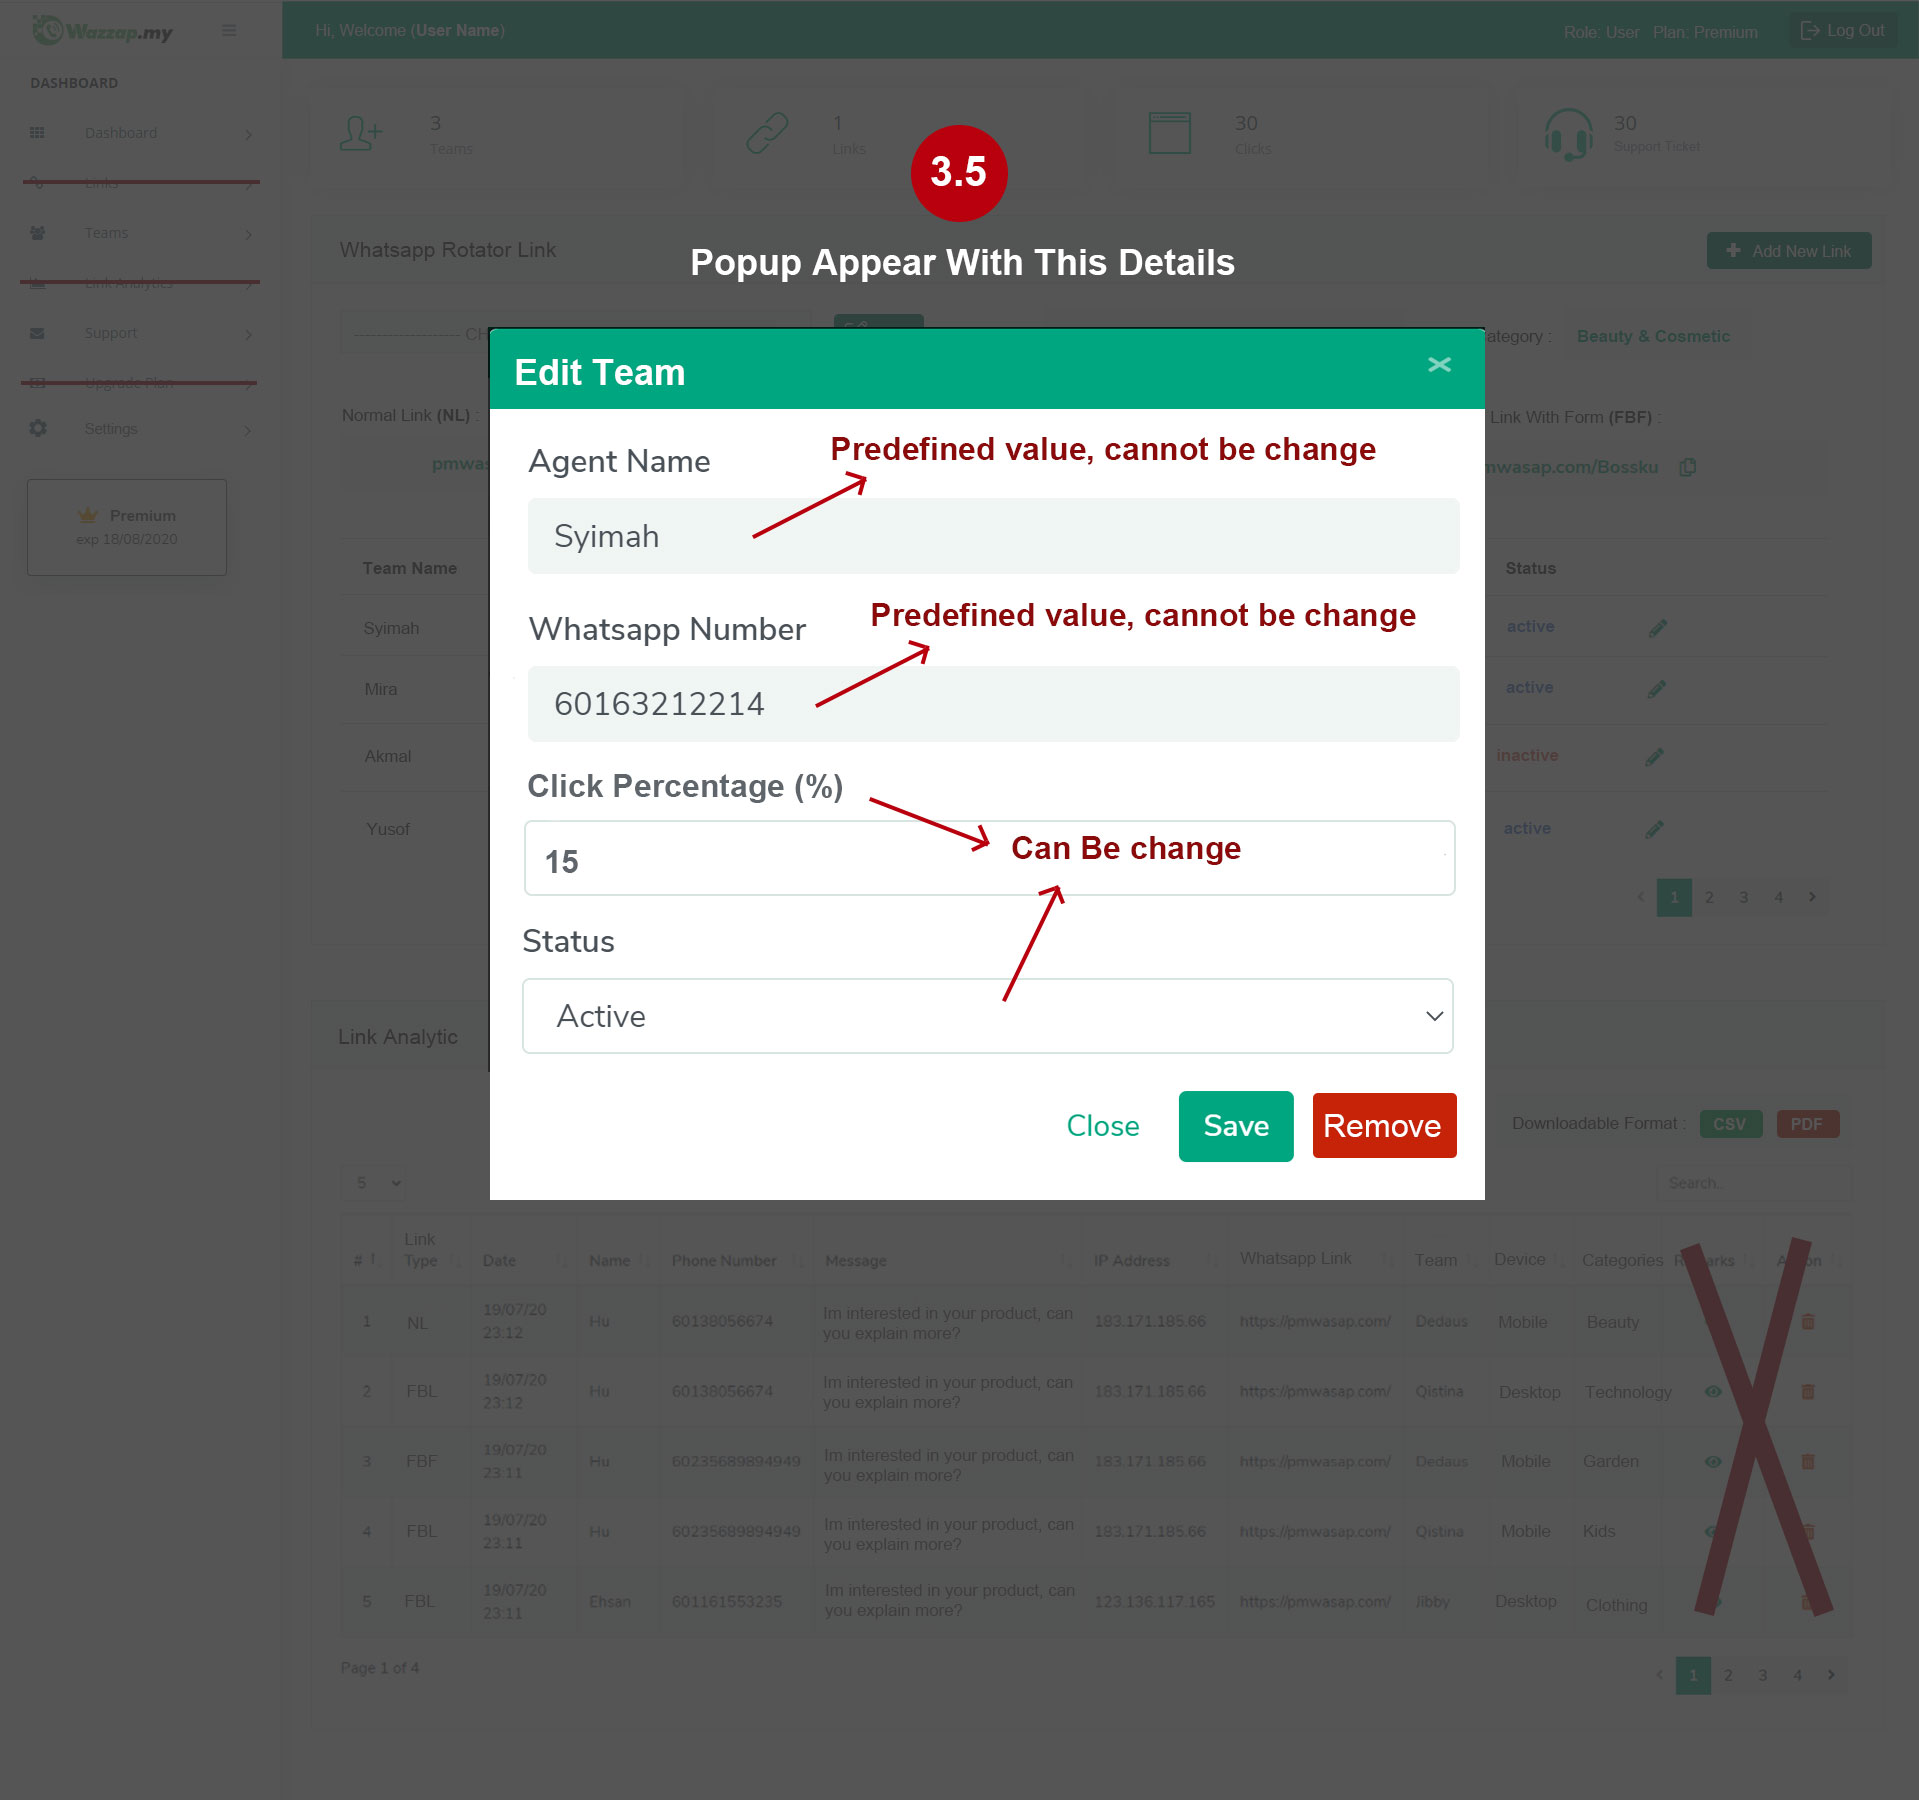 Wazzap.my
Hi, Welcome (User Name)
Role: User Plan: Premium
Log Out
DASHBOARD
Dashboard
Links
Teams
Link Analytics
Support
Upgrade Plan
Settings
Premium
exp 18/08/2020
3
Teams
1
Links
30
Clicks
30
Support Ticket
3.5
Popup Appear With This Details
Whatsapp Rotator Link
Add New Link
------------------ CH
ategory : Beauty & Cosmetic
Normal Link (NL) :
Link With Form (FBF) :
pmwas
mwasap.com/Bossku
Team Name
Status
Syimah
active
Mira
active
Akmal
inactive
Yusof
active
1 2 3 4
Edit Team
Agent Name
Predefined value, cannot be change
Syimah
Whatsapp Number
Predefined value, cannot be change
60163212214
Click Percentage (%)
Can Be change
15
Status
Active
Close
Save
Remove
Link Analytic
Downloadable Format : CSV PDF
5
Search..
# Link Type Date Name Phone Number Message IP Address Whatsapp Link Team Device Categories
1 NL 19/07/20 23:12 Hu 60138056674 Im interested in your product, can you explain more? 183.171.185.66 https://pmwasap.com/ Dedaus Mobile Beauty
2 FBL 19/07/20 23:12 Hu 60138056674 Im interested in your product, can you explain more? 183.171.185.66 https://pmwasap.com/ Qistina Desktop Technology
3 FBF 19/07/20 23:11 Hu 60235689894949 Im interested in your product, can you explain more? 183.171.185.66 https://pmwasap.com/ Dedaus Mobile Garden
4 FBL 19/07/20 23:11 Hu 60235689894949 Im interested in your product, can you explain more? 183.171.185.66 https://pmwasap.com/ Qistina Mobile Kids
5 FBL 19/07/20 23:11 Ehsan 601161553235 Im interested in your product, can you explain more? 123.136.117.165 https://pmwasap.com/ Jibby Desktop Clothing
Page 1 of 4
1 2 3 4